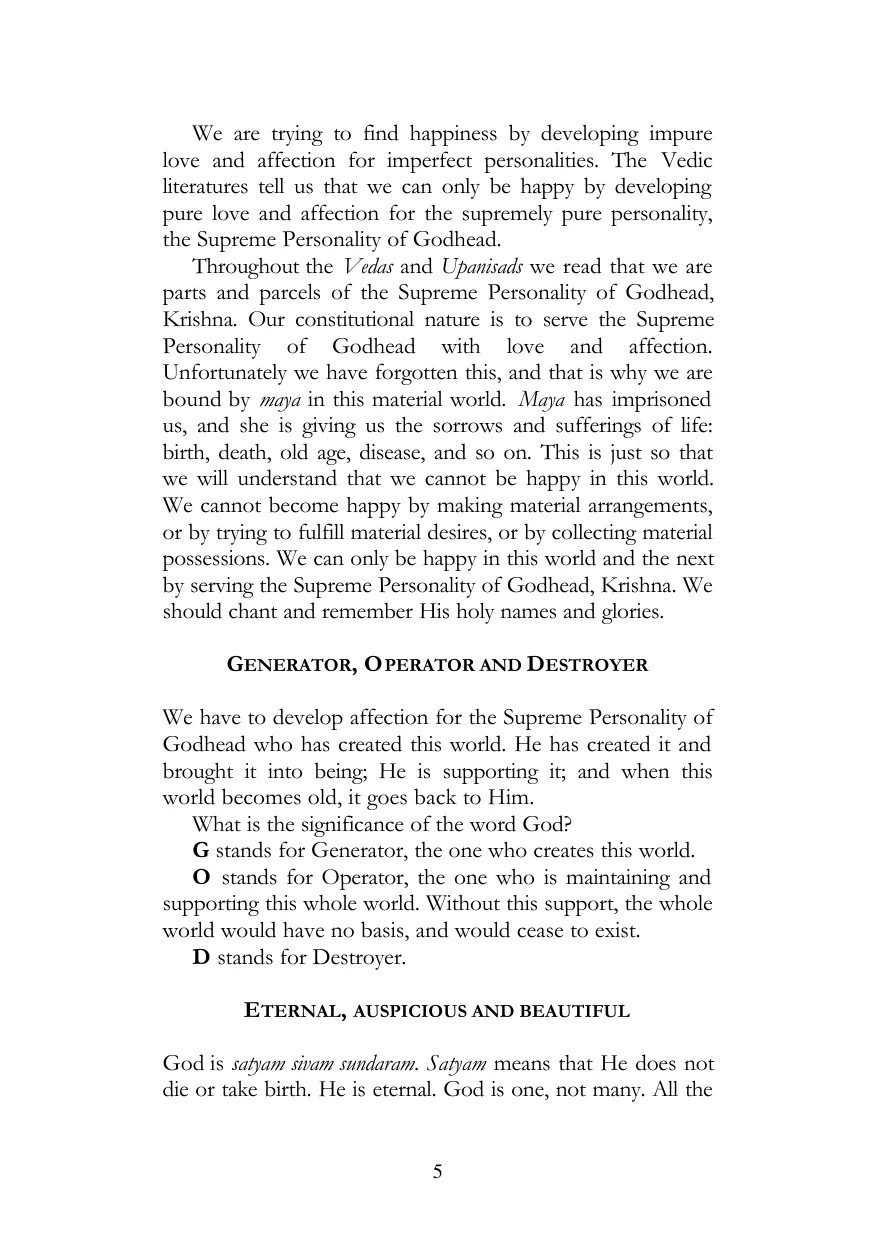 We are trying to find happiness by developing impure
love and affection for imperfect personalities. The Vedic
literatures tell us that we can only be happy by developing
pure love and affection for the supremely pure personality,
the Supreme Personality of Godhead.
Throughout the Vedas and Upanisads we read that we are
parts and parcels of the Supreme Personality of Godhead,
Krishna. Our constitutional nature is to serve the Supreme
Personality of Godhead with love and affection.
Unfortunately we have forgotten this, and that is why we are
bound by maya in this material world. Maya has imprisoned
us, and she is giving us the sorrows and sufferings of life:
birth, death, old age, disease, and so on. This is just so that
we will understand that we cannot be happy in this world.
We cannot become happy by making material arrangements,
or by trying to fulfill material desires, or by collecting material
possessions. We can only be happy in this world and the next
by serving the Supreme Personality of Godhead, Krishna. We
should chant and remember His holy names and glories.
GENERATOR, OPERATOR AND DESTROYER
We have to develop affection for the Supreme Personality of
Godhead who has created this world. He has created it and
brought it into being; He is supporting it; and when this
world becomes old, it goes back to Him.
What is the significance of the word God?
G stands for Generator, the one who creates this world.
O stands for Operator, the one who is maintaining and
supporting this whole world. Without this support, the whole
world would have no basis, and would cease to exist.
D stands for Destroyer.
ETERNAL, AUSPICIOUS AND BEAUTIFUL
God is satyam sivam sundaram. Satyam means that He does not
die or take birth. He is eternal. God is one, not many. All the
5